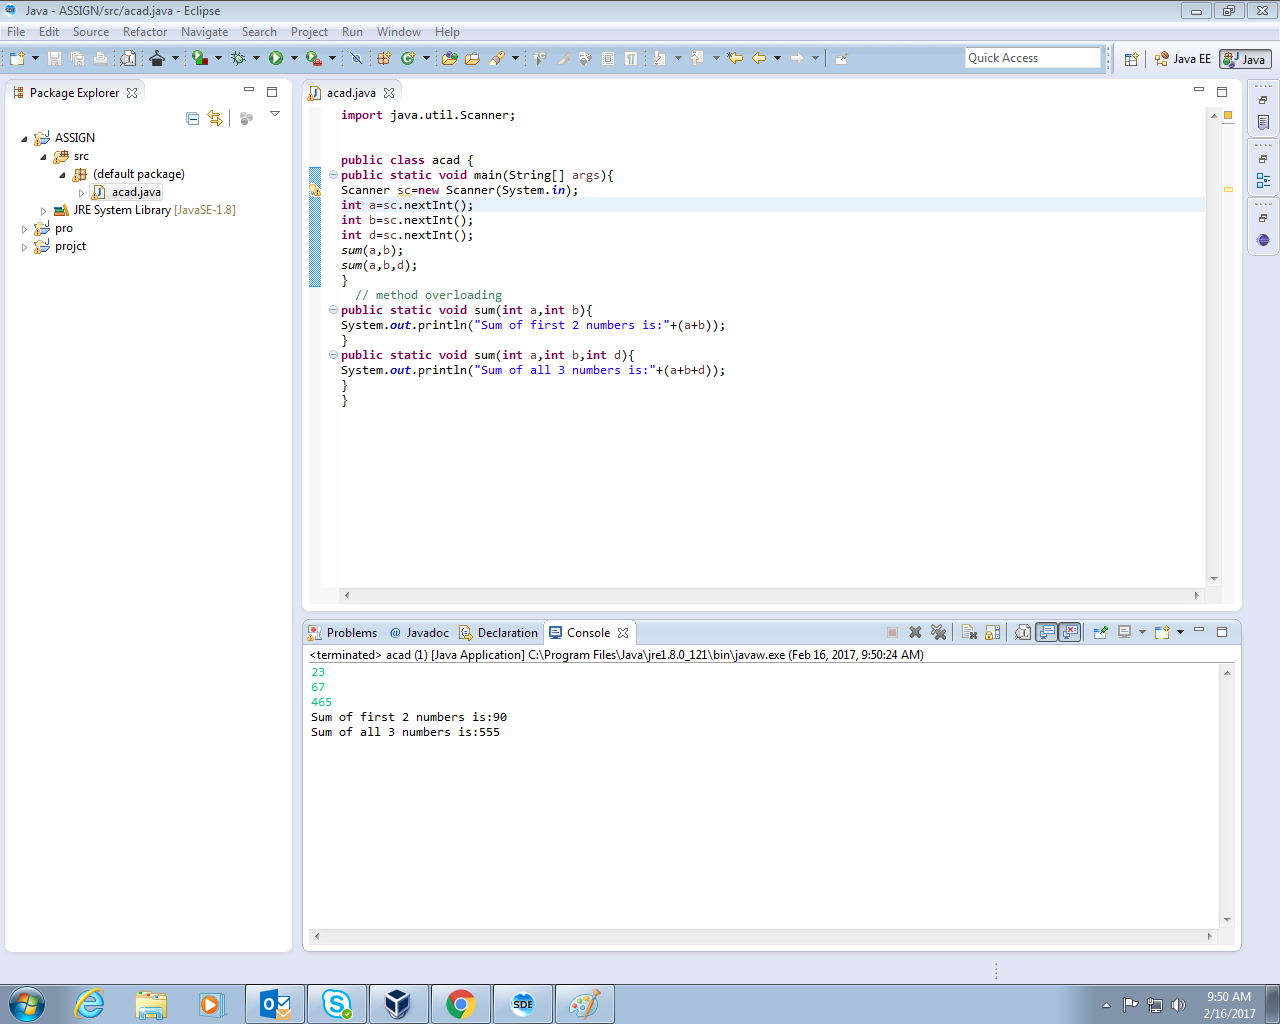 Java - ASSIGN/src/acad.java - Eclipse
File Edit Source Refactor Navigate Search Project Run Window Help
Quick Access
Java EE
Java
Package Explorer
ASSIGN
src
(default package)
acad.java
JRE System Library [JavaSE-1.8]
pro
projct
acad.java
import java.util.Scanner;
public class acad {
public static void main(String[] args){
Scanner sc=new Scanner(System.in);
int a=sc.nextInt();
int b=sc.nextInt();
int d=sc.nextInt();
sum(a,b);
sum(a,b,d);
}
// method overloading
public static void sum(int a,int b){
System.out.println("Sum of first 2 numbers is:"+(a+b));
}
public static void sum(int a,int b,int d){
System.out.println("Sum of all 3 numbers is:"+(a+b+d));
}
}
Problems @ Javadoc Declaration Console
<terminated> acad (1) [Java Application] C:\Program Files\Java\jre1.8.0_121\bin\javaw.exe (Feb 16, 2017, 9:50:24 AM)
23
67
465
Sum of first 2 numbers is:90
Sum of all 3 numbers is:555
SDE
9:50 AM
2/16/2017